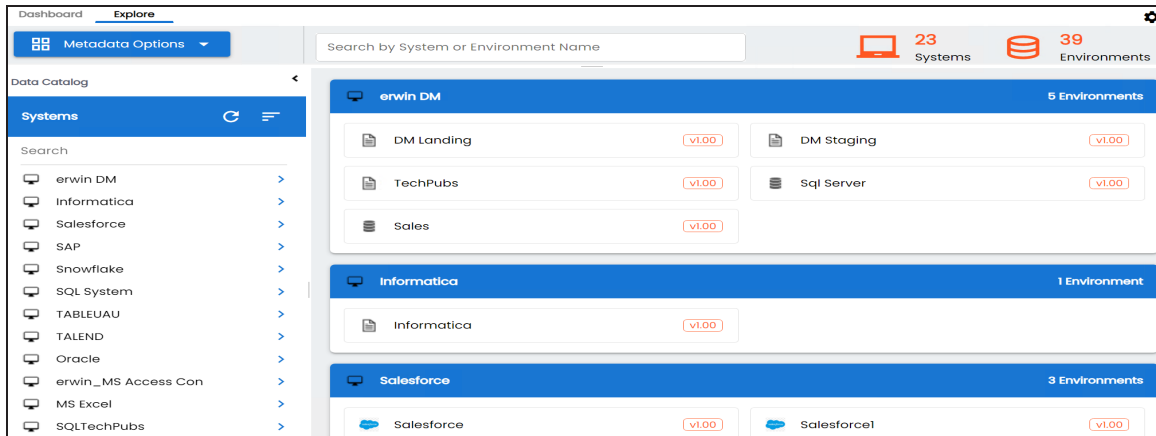 Dashboard Explore
Metadata Options
Search by System or Environment Name
23
Systems
39
Environments
Data Catalog
Systems
Search
erwin DM
Informatica
Salesforce
SAP
Snowflake
SQL System
TABLEUAU
TALEND
Oracle
erwin_MS Access Con
MS Excel
SQLTechPubs
erwin DM 5 Environments
DM Landing v1.00
DM Staging v1.00
TechPubs v1.00
Sql Server v1.00
Sales v1.00
Informatica 1 Environment
Informatica v1.00
Salesforce 3 Environments
Salesforce v1.00
Salesforce1 v1.00